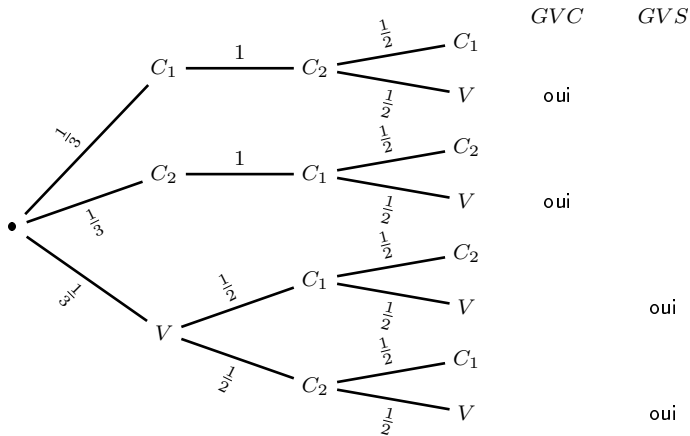 GVC GVS
1/2 C₁
C₁ 1 C₂
1/2 V oui
1/3
1/2 C₂
C₂ 1 C₁
1/3 1/2 V oui
•
1/2 C₂
1/2 C₁
1/3 1/2 V oui
V
1/2 C₁
1/2 C₂
1/2 V oui